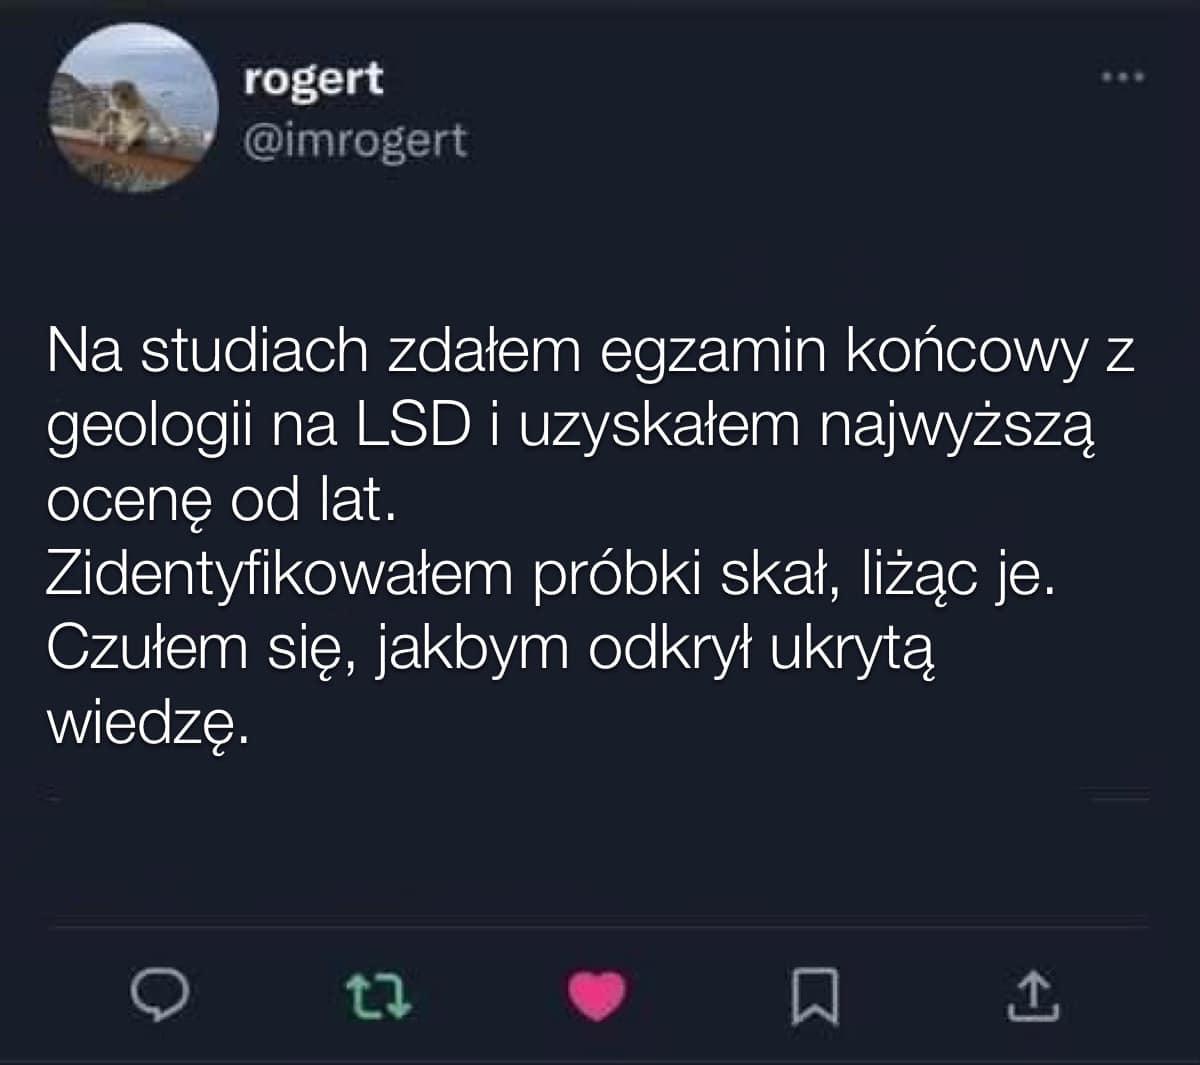 rogert
@imrogert
Na studiach zdałem egzamin końcowy z
geologii na LSD i uzyskałem najwyższą
ocenę od lat.
Zidentyfikowałem próbki skał, liżąc je.
Czułem się, jakbym odkrył ukrytą
wiedzę.